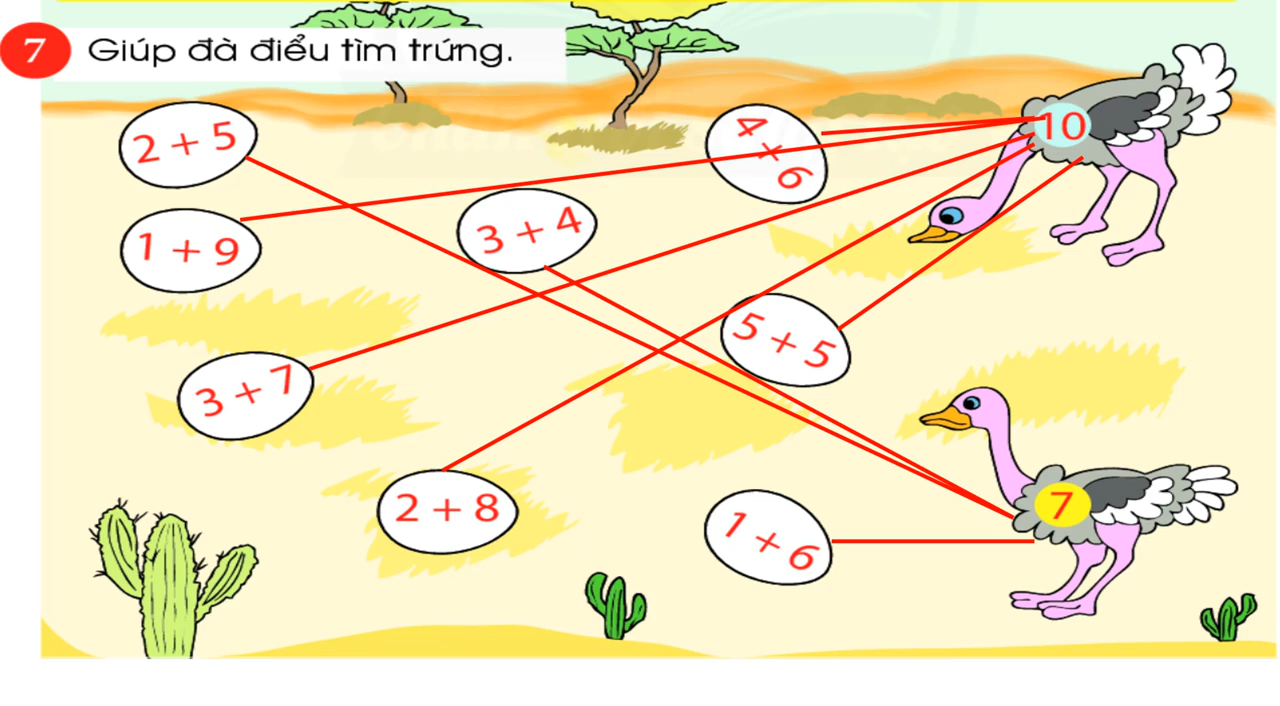 7 Giúp đà điểu tìm trứng.
2 + 5
4 + 6
10
1 + 9
3 + 4
5 + 5
3 + 7
2 + 8
1 + 6
7